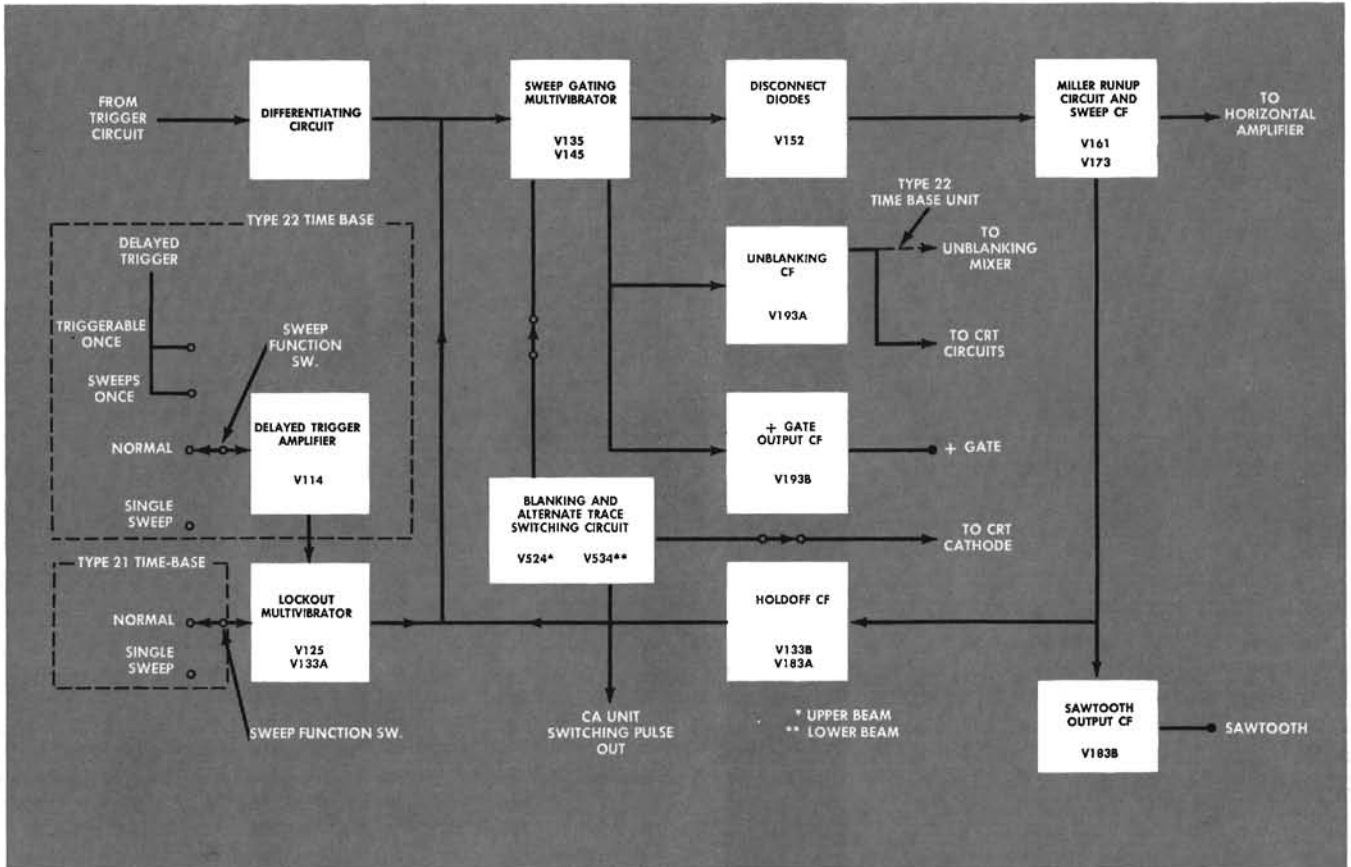 FROM
TRIGGER
CIRCUIT
DIFFERENTIATING
CIRCUIT
SWEEP GATING
MULTIVIBRATOR
V135
V145
DISCONNECT
DIODES
V152
MILLER RUNUP
CIRCUIT AND
SWEEP CF
V161
V173
TO
HORIZONTAL
AMPLIFIER
TYPE 22 TIME BASE
DELAYED
TRIGGER
TRIGGERABLE
ONCE
SWEEPS
ONCE
NORMAL
SINGLE
SWEEP
SWEEP
FUNCTION
SW.
DELAYED TRIGGER
AMPLIFIER
V114
UNBLANKING
CF
V193A
TYPE 22
TIME BASE UNIT
TO
UNBLANKING
MIXER
TO CRT
CIRCUITS
+ GATE
OUTPUT CF
V193B
+ GATE
BLANKING AND
ALTERNATE TRACE
SWITCHING CIRCUIT
V524* V534**
TO CRT
CATHODE
TYPE 21 TIME-BASE
NORMAL
SINGLE
SWEEP
LOCKOUT
MULTIVIBRATOR
V125
V133A
SWEEP FUNCTION SW.
HOLDOFF CF
V133B
V183A
CA UNIT
SWITCHING PULSE
OUT
* UPPER BEAM
** LOWER BEAM
SAWTOOTH
OUTPUT CF
V183B
SAWTOOTH